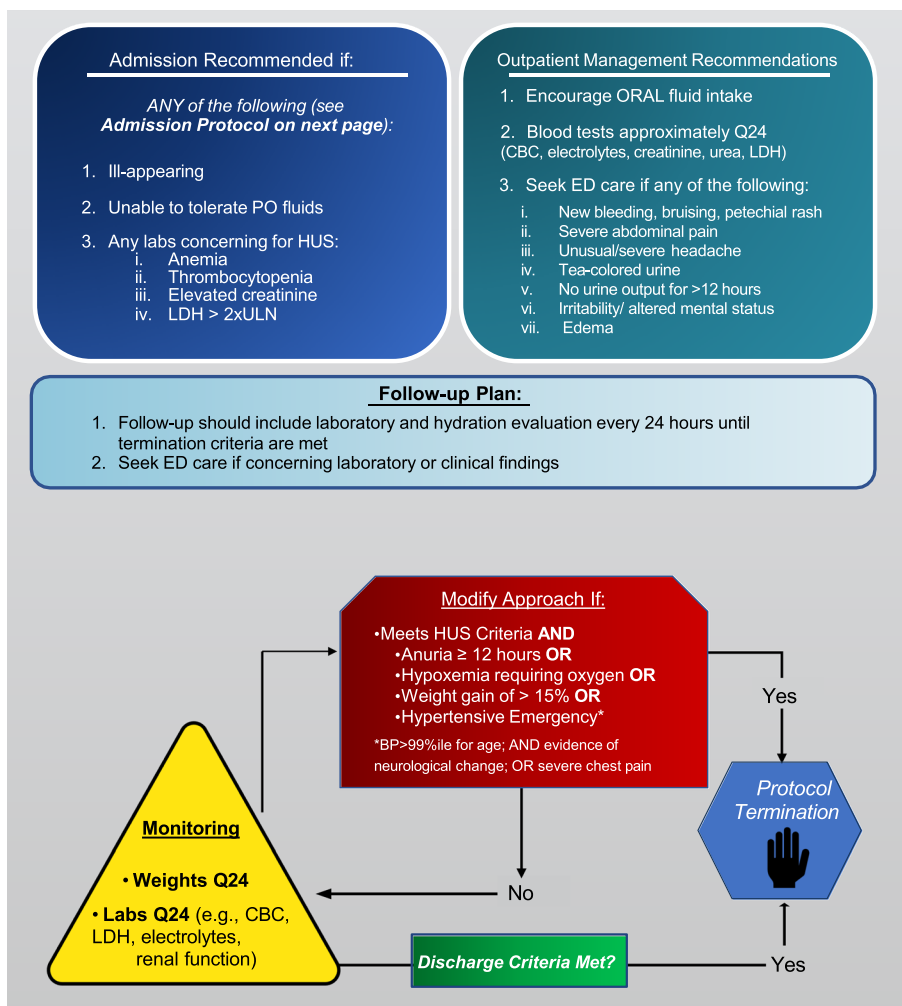 Admission Recommended if:
ANY of the following (see
Admission Protocol on next page):
1. Ill-appearing
2. Unable to tolerate PO fluids
3. Any labs concerning for HUS:
i. Anemia
ii. Thrombocytopenia
iii. Elevated creatinine
iv. LDH > 2xULN
Outpatient Management Recommendations
1. Encourage ORAL fluid intake
2. Blood tests approximately Q24
(CBC, electrolytes, creatinine, urea, LDH)
3. Seek ED care if any of the following:
i. New bleeding, bruising, petechial rash
ii. Severe abdominal pain
iii. Unusual/severe headache
iv. Tea-colored urine
v. No urine output for >12 hours
vi. Irritability/ altered mental status
vii. Edema
Follow-up Plan:
1. Follow-up should include laboratory and hydration evaluation every 24 hours until
termination criteria are met
2. Seek ED care if concerning laboratory or clinical findings
Modify Approach If:
•Meets HUS Criteria AND
•Anuria ≥ 12 hours OR
•Hypoxemia requiring oxygen OR
•Weight gain of > 15% OR
•Hypertensive Emergency*
*BP>99%ile for age; AND evidence of
neurological change; OR severe chest pain
Yes
Protocol
Termination
Monitoring
• Weights Q24
• Labs Q24 (e.g., CBC,
LDH, electrolytes,
renal function)
No
Discharge Criteria Met?
Yes